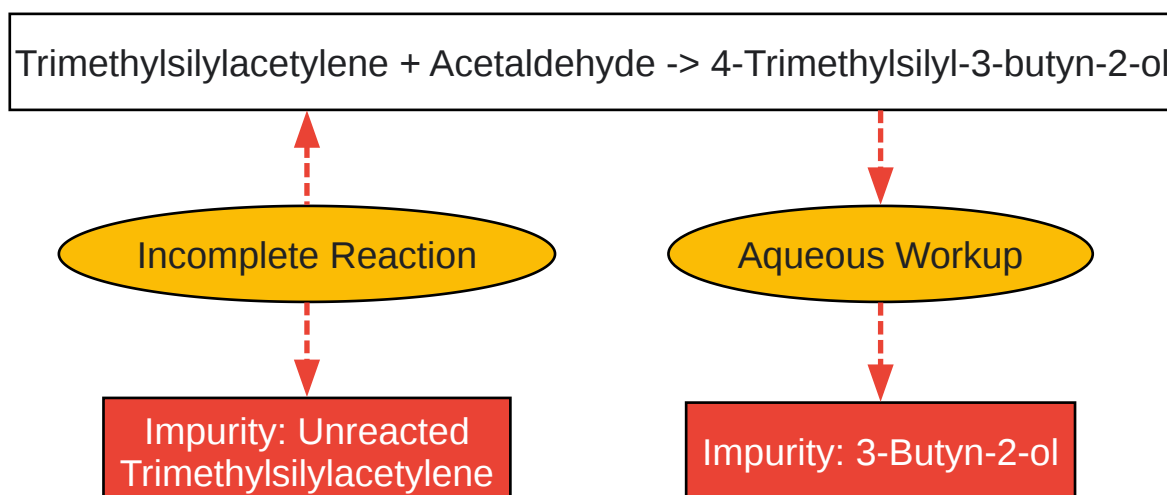 Trimethylsilylacetylene + Acetaldehyde -> 4-Trimethylsilyl-3-butyn-2-ol
Incomplete Reaction
Aqueous Workup
Impurity: Unreacted
Trimethylsilylacetylene
Impurity: 3-Butyn-2-ol